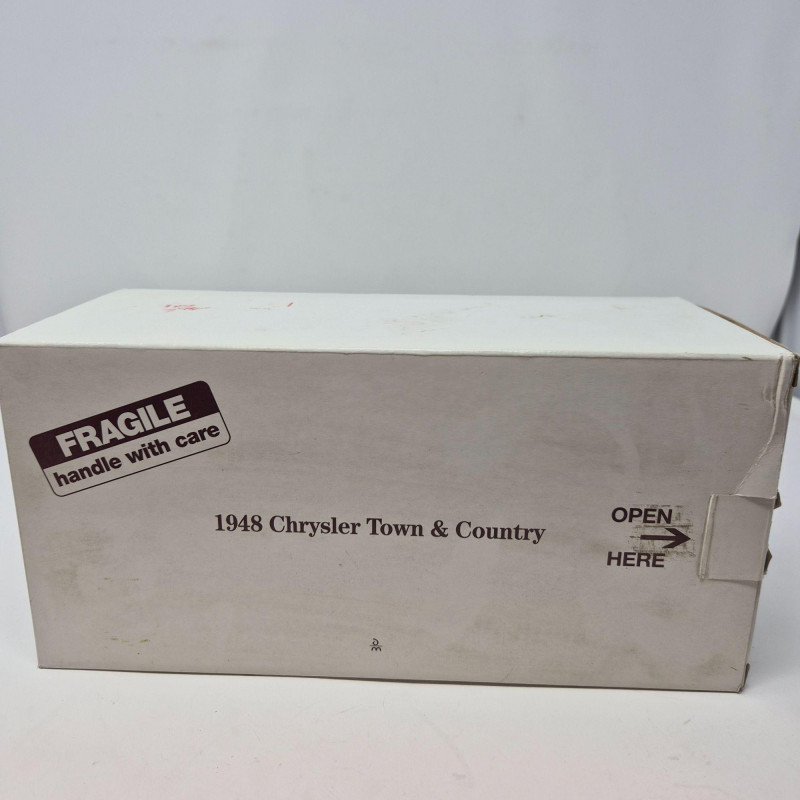 FRAGILE
handle with care
1948 Chrysler Town & Country
OPEN
HERE